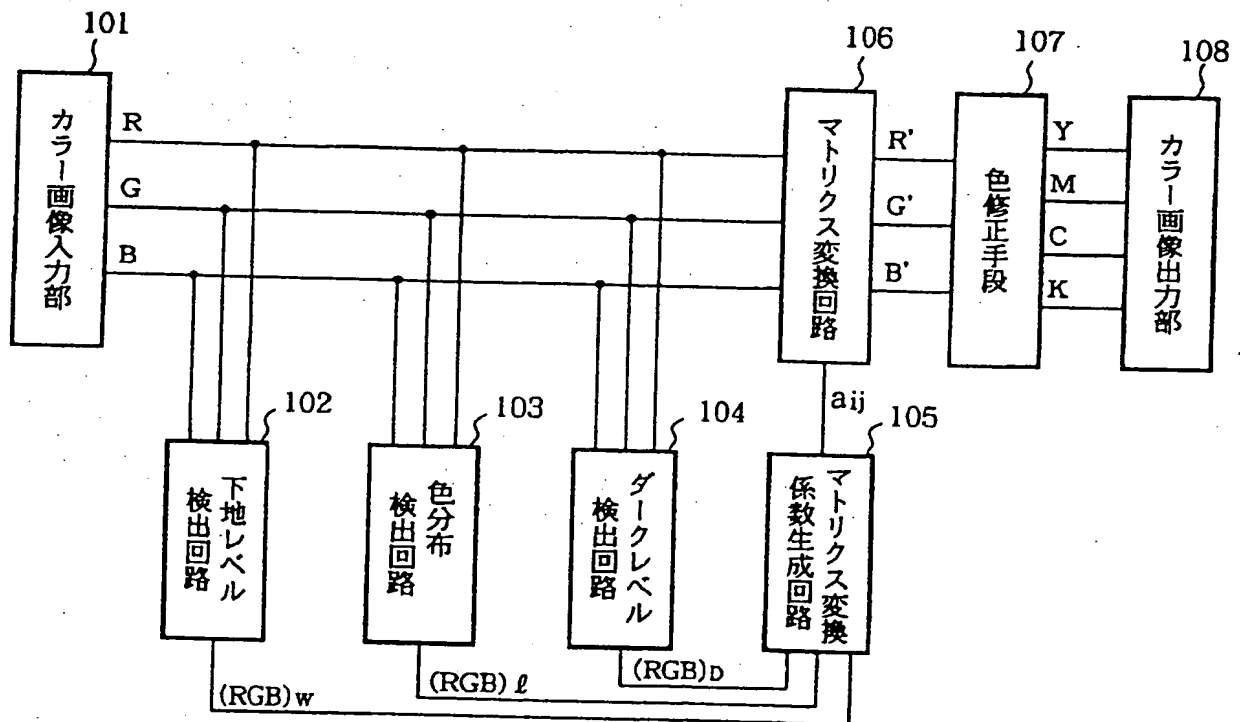 101
カラー画像入力部
R
G
B
106
マトリクス変換回路
107
R'
G'
B'
色修正手段
108
Y
M
C
K
カラー画像出力部
102
下地レベル
検出回路
103
色分布
検出回路
104
ダークレベル
検出回路
aij
105
マトリクス変換
係数生成回路
(RGB)w
(RGB)ℓ
(RGB)D